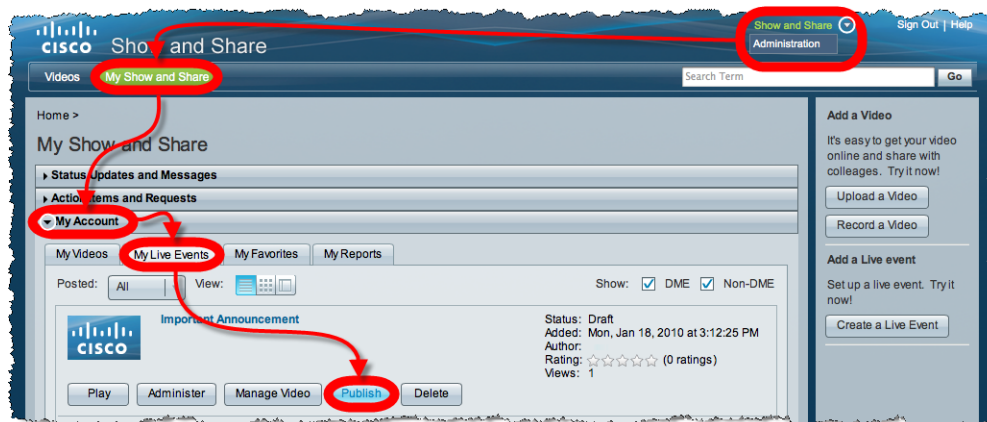 Show and Share
Sign Out | Help
Administration
CISCO Show and Share
Videos
My Show and Share
Search Term
Go
Home >
My Show and Share
Status Updates and Messages
Action Items and Requests
My Account
My Videos
My Live Events
My Favorites
My Reports
Posted: All
View:
Show: DME Non-DME
Important Announcement
CISCO
Status: Draft
Added: Mon, Jan 18, 2010 at 3:12:25 PM
Author:
Rating: (0 ratings)
Views: 1
Play
Administer
Manage Video
Publish
Delete
Add a Video
It's easy to get your video
online and share with
colleages. Try it now!
Upload a Video
Record a Video
Add a Live event
Set up a live event. Try it
now!
Create a Live Event